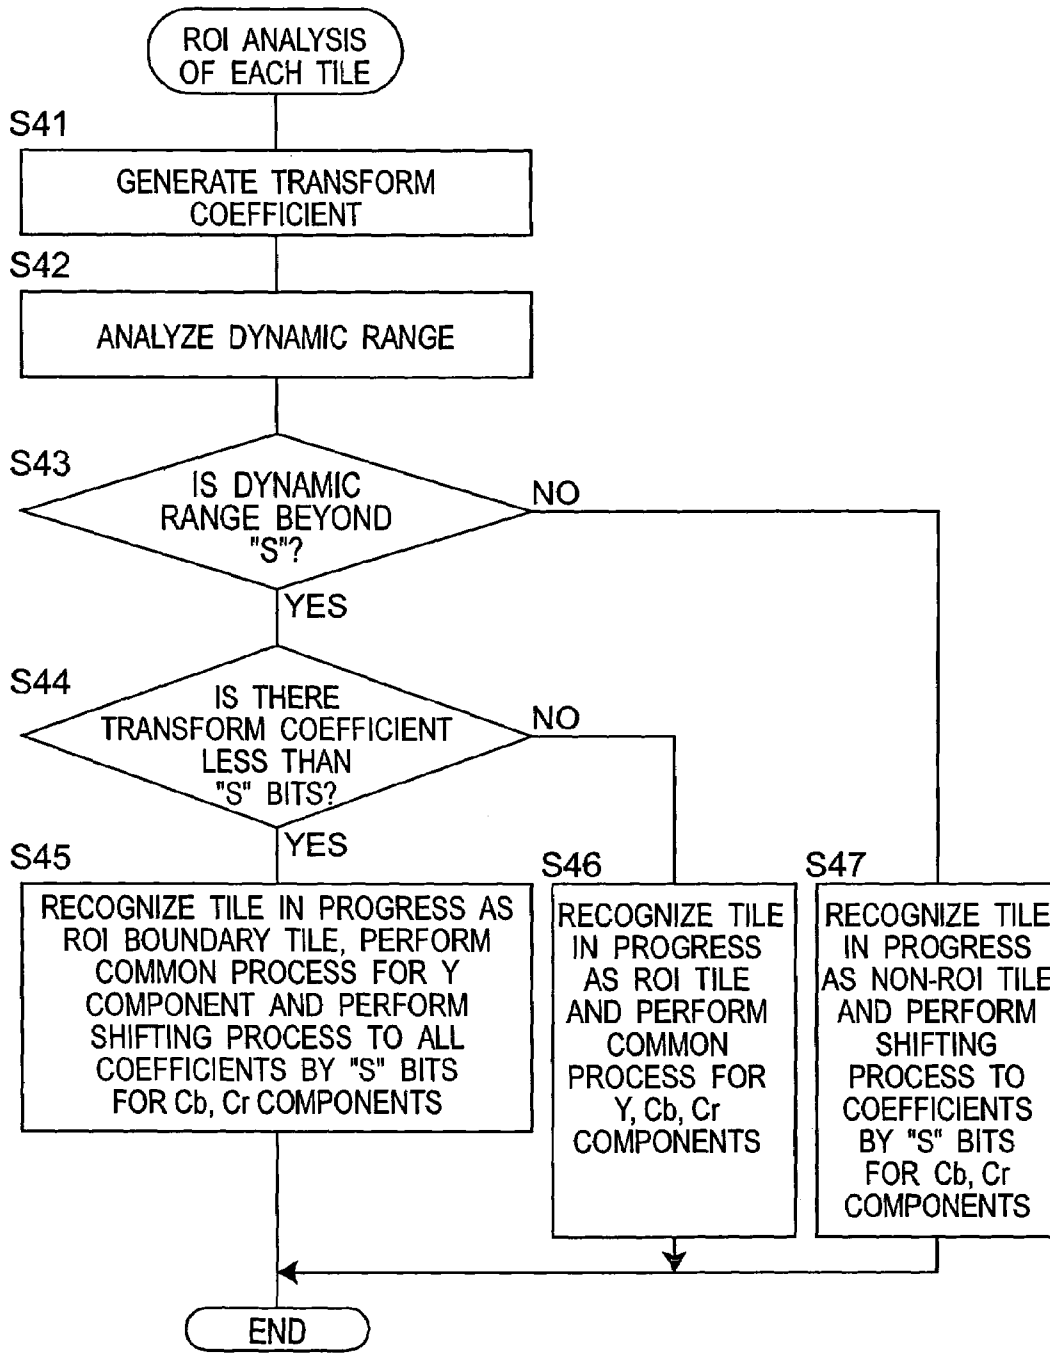 ROI ANALYSIS
OF EACH TILE
S41
GENERATE TRANSFORM
COEFFICIENT
S42
ANALYZE DYNAMIC RANGE
S43
IS DYNAMIC
RANGE BEYOND
"S"?
NO
YES
S44
IS THERE
TRANSFORM COEFFICIENT
LESS THAN
"S" BITS?
NO
YES
S45
RECOGNIZE TILE IN PROGRESS AS
ROI BOUNDARY TILE, PERFORM
COMMON PROCESS FOR Y
COMPONENT AND PERFORM
SHIFTING PROCESS TO ALL
COEFFICIENTS BY "S" BITS
FOR Cb, Cr COMPONENTS
S46
RECOGNIZE TILE
IN PROGRESS
AS ROI TILE
AND PERFORM
COMMON
PROCESS FOR
Y, Cb, Cr
COMPONENTS
S47
RECOGNIZE TILE
IN PROGRESS
AS NON-ROI TILE
AND PERFORM
SHIFTING
PROCESS TO
COEFFICIENTS
BY "S" BITS
FOR Cb, Cr
COMPONENTS
END